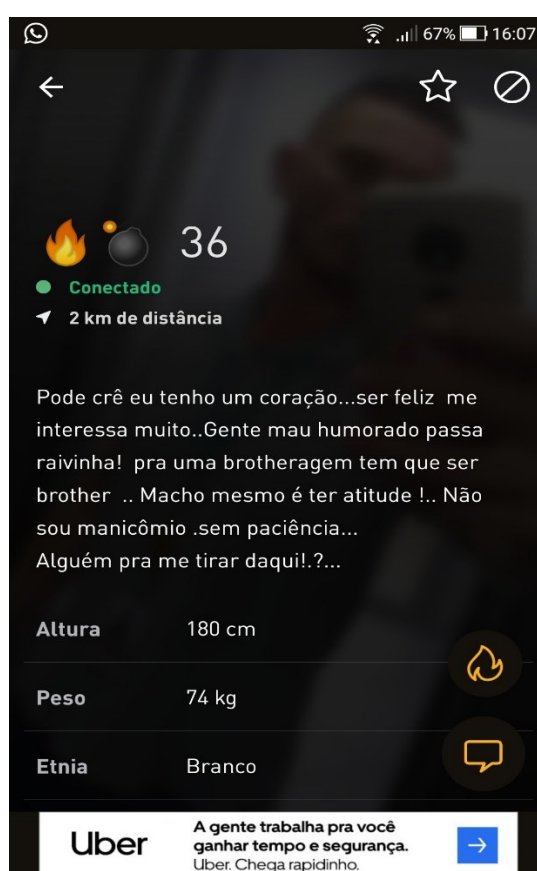 67% 16:07
36
Conectado
2 km de distância
Pode crê eu tenho um coração...ser feliz me
interessa muito..Gente mau humorado passa
raivinha! pra uma brotheragem tem que ser
brother .. Macho mesmo é ter atitude !.. Não
sou manicômio .sem paciência...
Alguém pra me tirar daqui!.?...
Altura 180 cm
Peso 74 kg
Etnia Branco
Uber
A gente trabalha pra você
ganhar tempo e segurança.
Uber. Chega rapidinho.